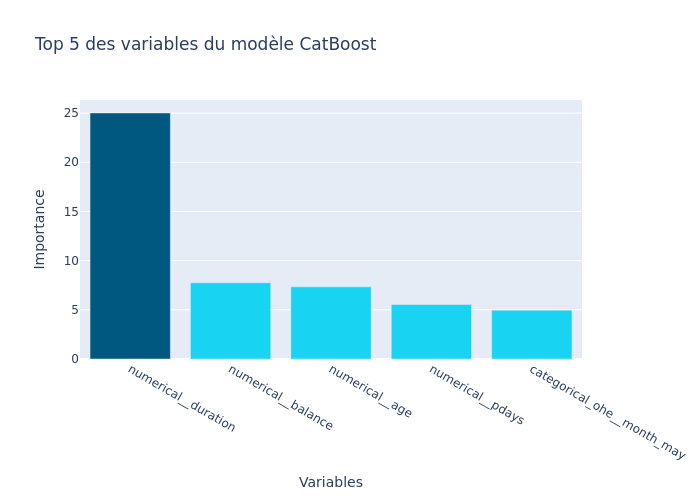 Top 5 des variables du modèle CatBoost
Importance
25
20
15
10
5
0
numerical__duration
numerical__balance
numerical__age
numerical__pdays
categorical_ohe__month_may
Variables